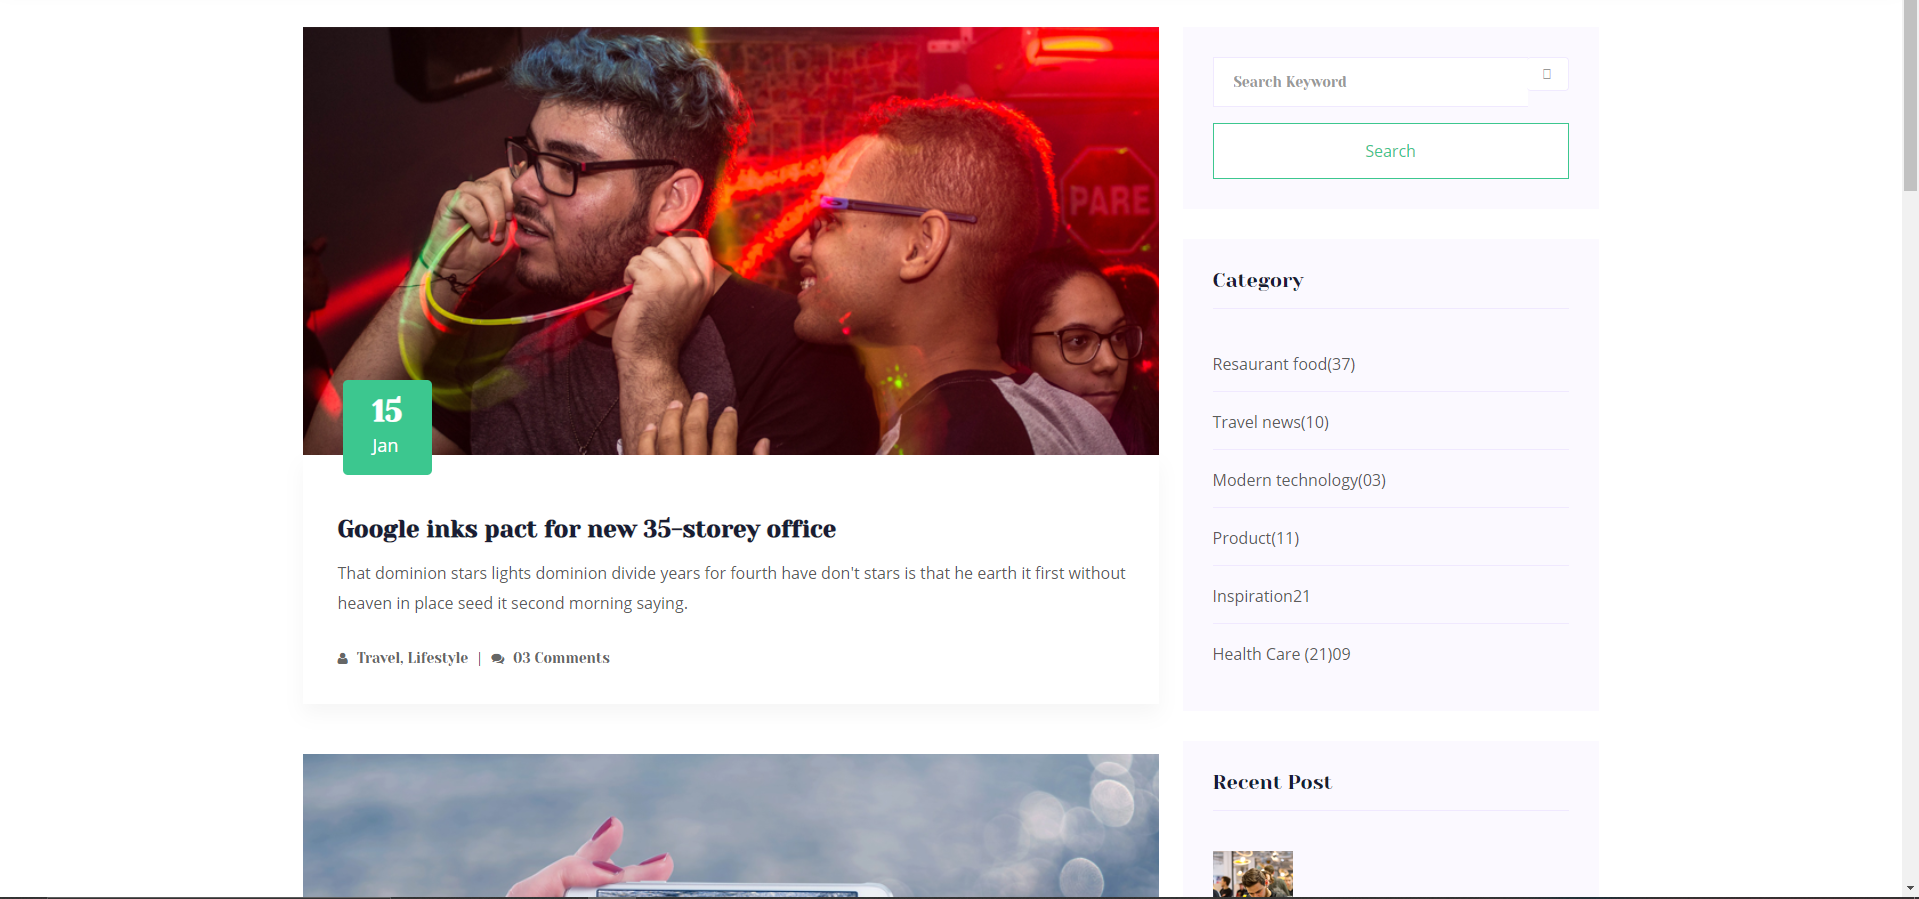 PARE
15
Jan
Google inks pact for new 35-storey office
That dominion stars lights dominion divide years for fourth have don't stars is that he earth it first without
heaven in place seed it second morning saying.
Travel, Lifestyle | 03 Comments
Search Keyword
Search
Category
Resaurant food(37)
Travel news(10)
Modern technology(03)
Product(11)
Inspiration21
Health Care (21)09
Recent Post